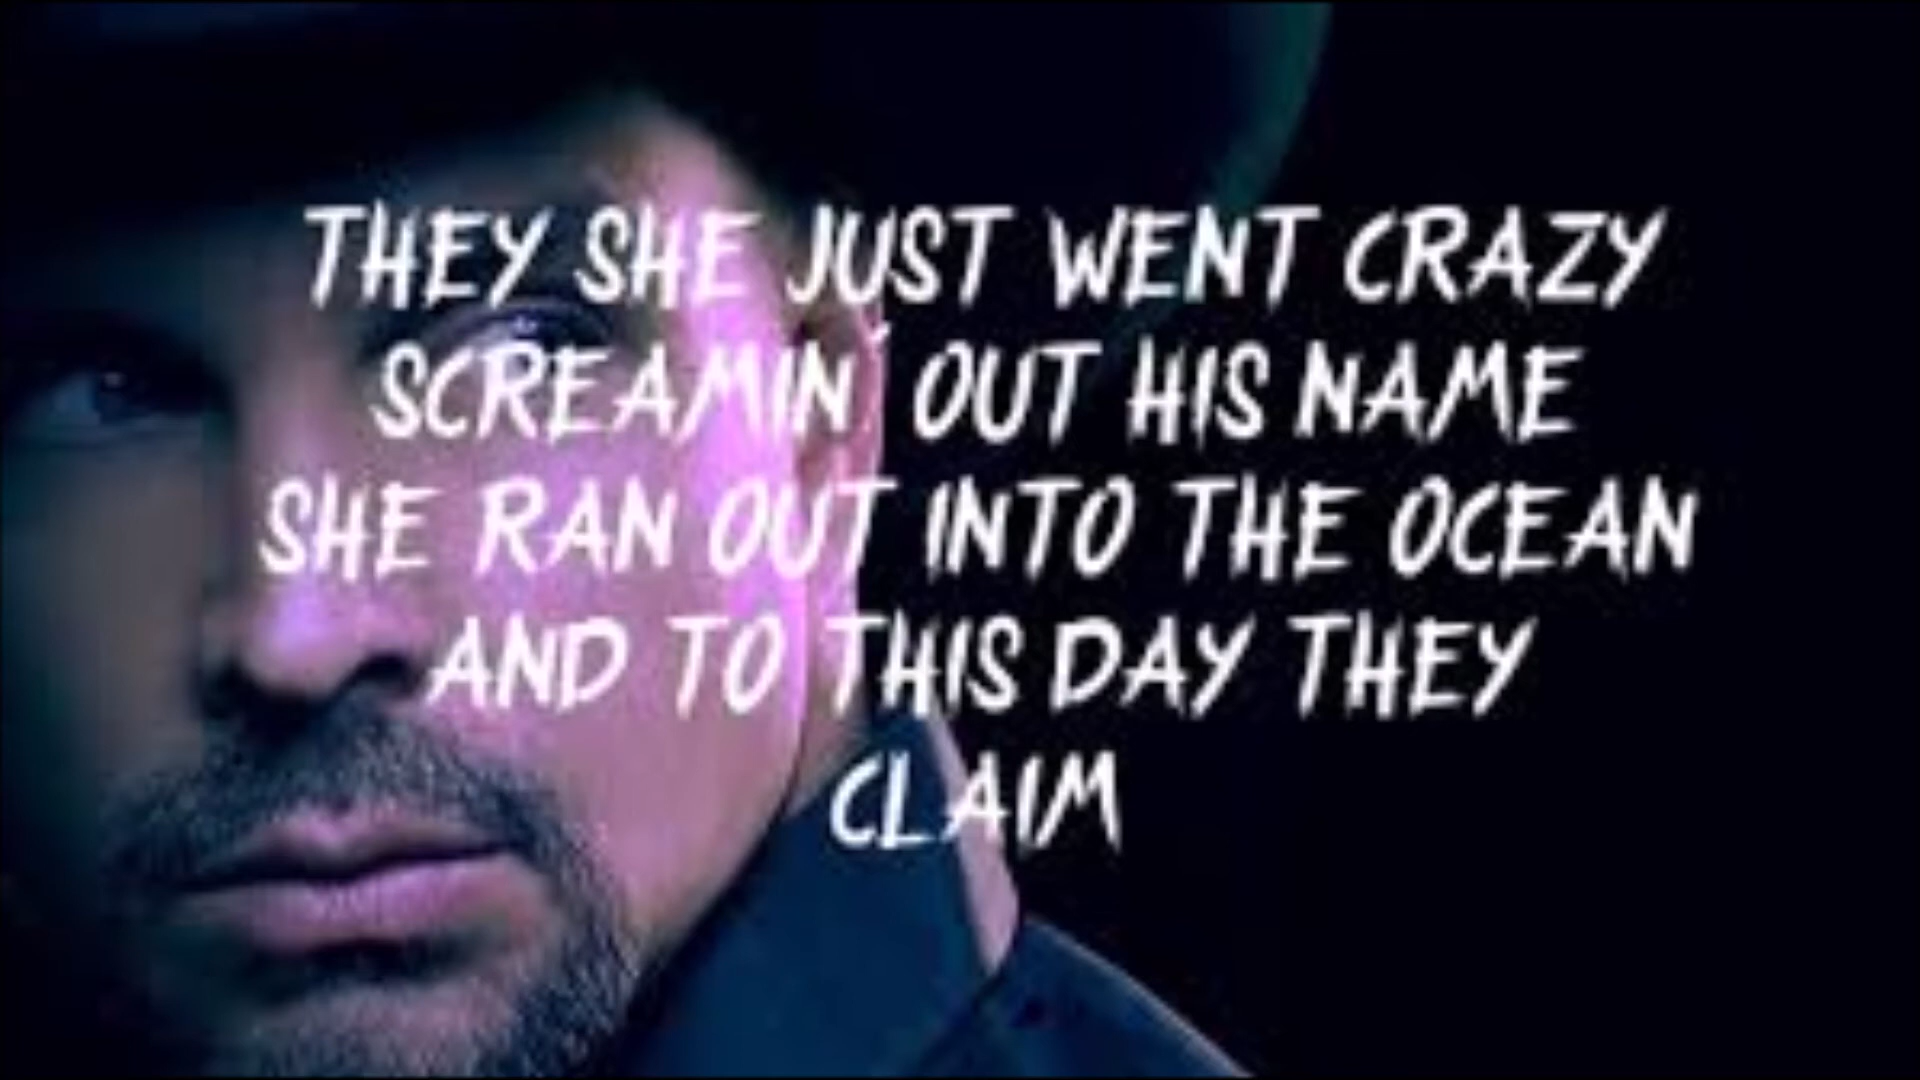 THEY SHE JUST WENT CRAZY
SCREAMIN' OUT HIS NAME
SHE RAN OUT INTO THE OCEAN
AND TO THIS DAY THEY
CLAIM